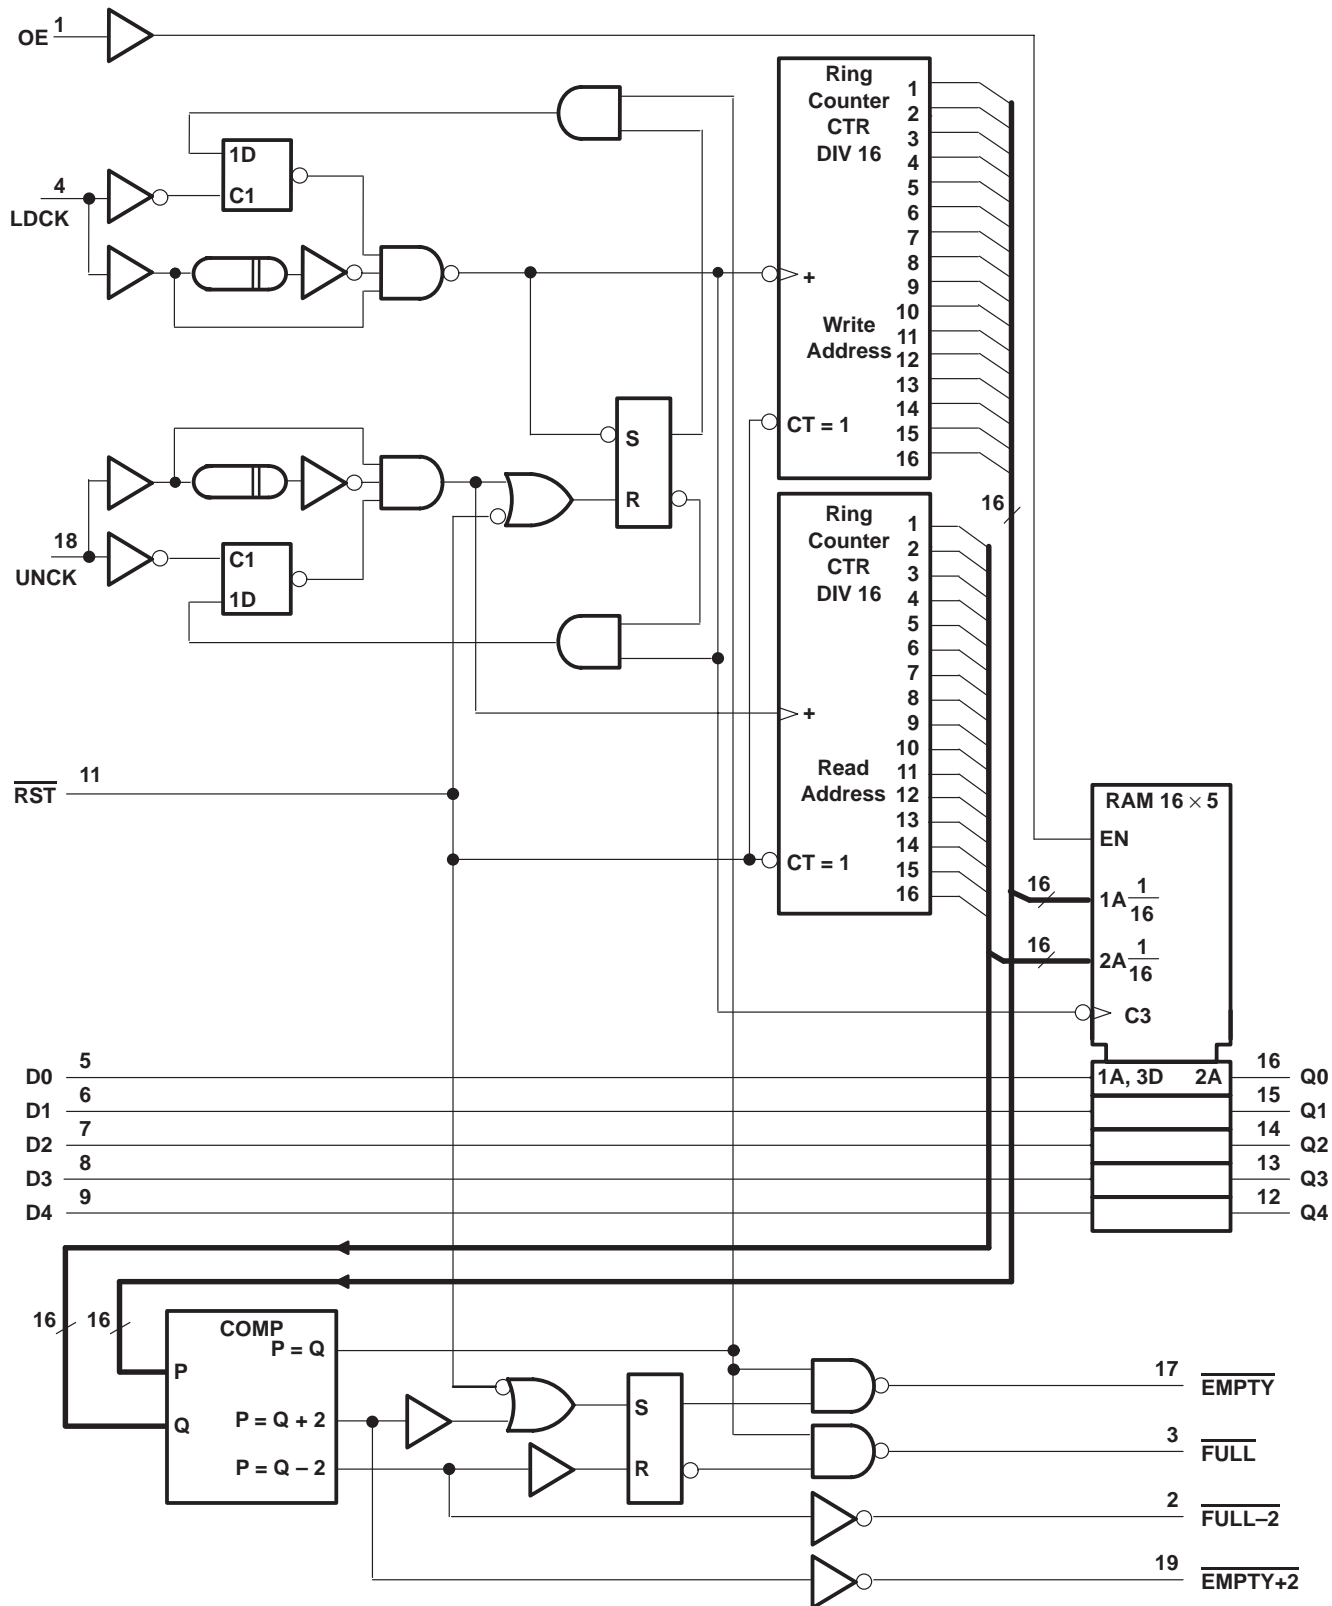 OE 1
Ring
Counter
CTR
DIV 16
1
2
3
4
5
6
7
8
9
10
11
12
13
14
15
16
+
Write
Address
CT = 1
1D
C1
4
LDCK
S
R
18
UNCK
C1
1D
16
Ring
Counter
CTR
DIV 16
1
2
3
4
5
6
7
8
9
10
11
12
13
14
15
16
+
Read
Address
CT = 1
RST 11
RAM 16 × 5
EN
16 1A 1/16
16 2A 1/16
C3
D0 5 1A, 3D 2A 16 Q0
D1 6 15 Q1
D2 7 14 Q2
D3 8 13 Q3
D4 9 12 Q4
16 16
COMP
P = Q
P
Q
P = Q + 2
P = Q – 2
S
R
17 EMPTY
3 FULL
2 FULL–2
19 EMPTY+2